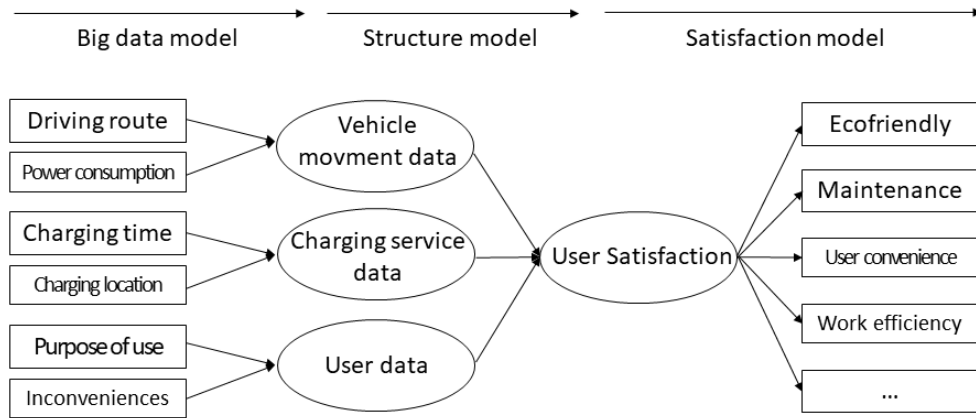 Big data model
Structure model
Satisfaction model
Driving route
Power consumption
Charging time
Charging location
Purpose of use
Inconveniences
Vehicle
movment data
Charging service
data
User data
User Satisfaction
Ecofriendly
Maintenance
User convenience
Work efficiency
...